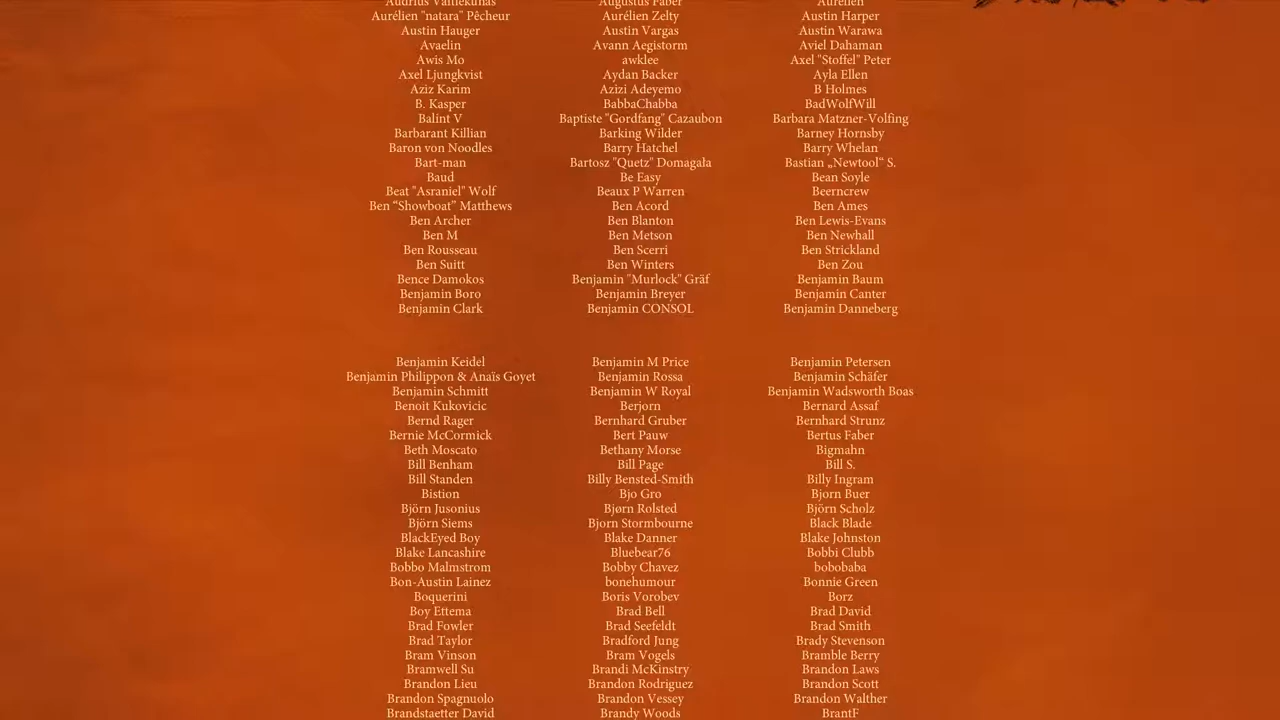 Audrius Valiliekunas Augustus Faber Aurélien
Aurélien "natara" Pêcheur Aurélien Zelty Austin Harper
Austin Hauger Austin Vargas Austin Warawa
Avaelin Avann Aegistorm Aviel Dahaman
Awis Mo awklee Axel "Stoffel" Peter
Axel Ljungkvist Aydan Backer Ayla Ellen
Aziz Karim Azizi Adeyemo B Holmes
B. Kasper BabbaChabba BadWolfWill
Balint V Baptiste "Gordfang" Cazaubon Barbara Matzner-Volfing
Barbarant Killian Barking Wilder Barney Hornsby
Baron von Noodles Barry Hatchel Barry Whelan
Bart-man Bartosz "Quetz" Domagała Bastian „Newtool“ S.
Baud Be Easy Bean Soyle
Beat "Asraniel" Wolf Beaux P Warren Beerncrew
Ben “Showboat” Matthews Ben Acord Ben Ames
Ben Archer Ben Blanton Ben Lewis-Evans
Ben M Ben Metson Ben Newhall
Ben Rousseau Ben Scerri Ben Strickland
Ben Suitt Ben Winters Ben Zou
Bence Damokos Benjamin "Murlock" Gräf Benjamin Baum
Benjamin Boro Benjamin Breyer Benjamin Canter
Benjamin Clark Benjamin CONSOL Benjamin Danneberg
Benjamin Keidel Benjamin M Price Benjamin Petersen
Benjamin Philippon & Anaïs Goyet Benjamin Rossa Benjamin Schäfer
Benjamin Schmitt Benjamin W Royal Benjamin Wadsworth Boas
Benoit Kukovicic Berjorn Bernard Assaf
Bernd Rager Bernhard Gruber Bernhard Strunz
Bernie McCormick Bert Pauw Bertus Faber
Beth Moscato Bethany Morse Bigmahn
Bill Benham Bill Page Bill S.
Bill Standen Billy Bensted-Smith Billy Ingram
Bistion Bjo Gro Bjorn Buer
Björn Jusonius Bjørn Rolsted Björn Scholz
Björn Siems Bjorn Stormbourne Black Blade
BlackEyed Boy Blake Danner Blake Johnston
Blake Lancashire Bluebear76 Bobbi Clubb
Bobbo Malmstrom Bobby Chavez bobobaba
Bon-Austin Lainez bonehumour Bonnie Green
Boquerini Boris Vorobev Borz
Boy Ettema Brad Bell Brad David
Brad Fowler Brad Seefeldt Brad Smith
Brad Taylor Bradford Jung Brady Stevenson
Bram Vinson Bram Vogels Bramble Berry
Bramwell Su Brandi McKinstry Brandon Laws
Brandon Lieu Brandon Rodriguez Brandon Scott
Brandon Spagnuolo Brandon Vessey Brandon Walther
Brandstaetter David Brandy Woods BrantF